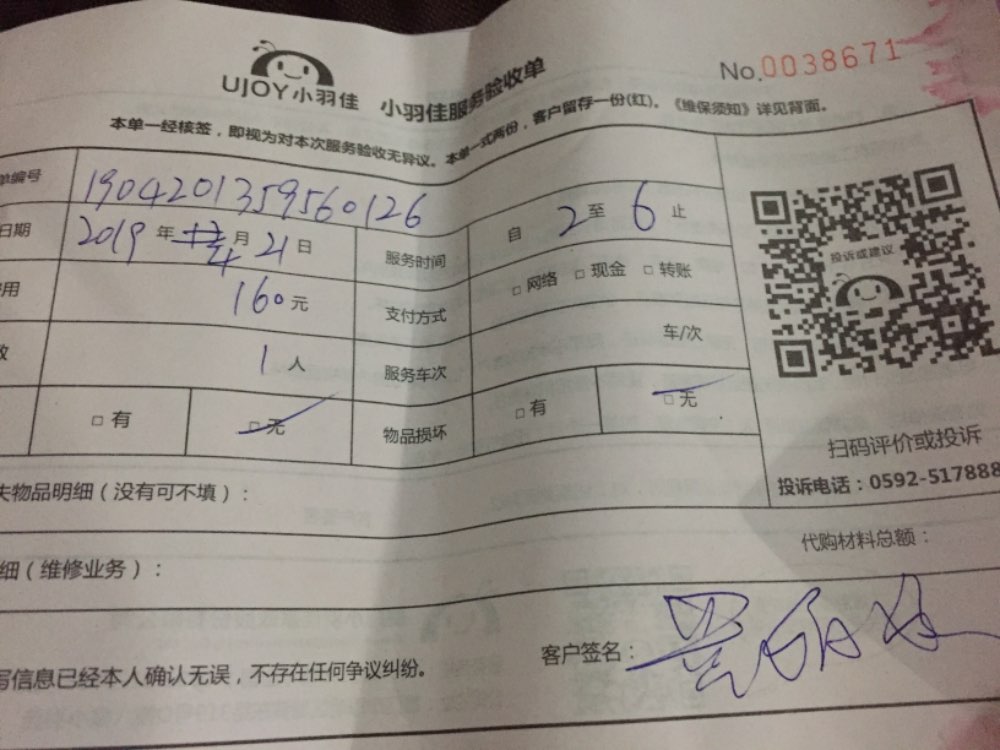 UJOY小羽佳 小羽佳服务验收单 No.0038671
本单一经核签，即视为对本次服务验收无异议。本单一式两份，客户留存一份(红)。《维保须知》详见背面。
单编号 1904201359560126
日期 2019 年 4 月 21 日 服务时间 自 2 至 6 止
用 160 元 支付方式 □ 网络 □ 现金 □ 转账
数 1 人 服务车次 车/次
□ 有 □ 无 物品损坏 □ 有 □ 无
投诉或建议
扫码评价或投诉
投诉电话：0592-517888
失物品明细（没有可不填）：
代购材料总额：
细（维修业务）：
写信息已经本人确认无误，不存在任何争议纠纷。
客户签名：